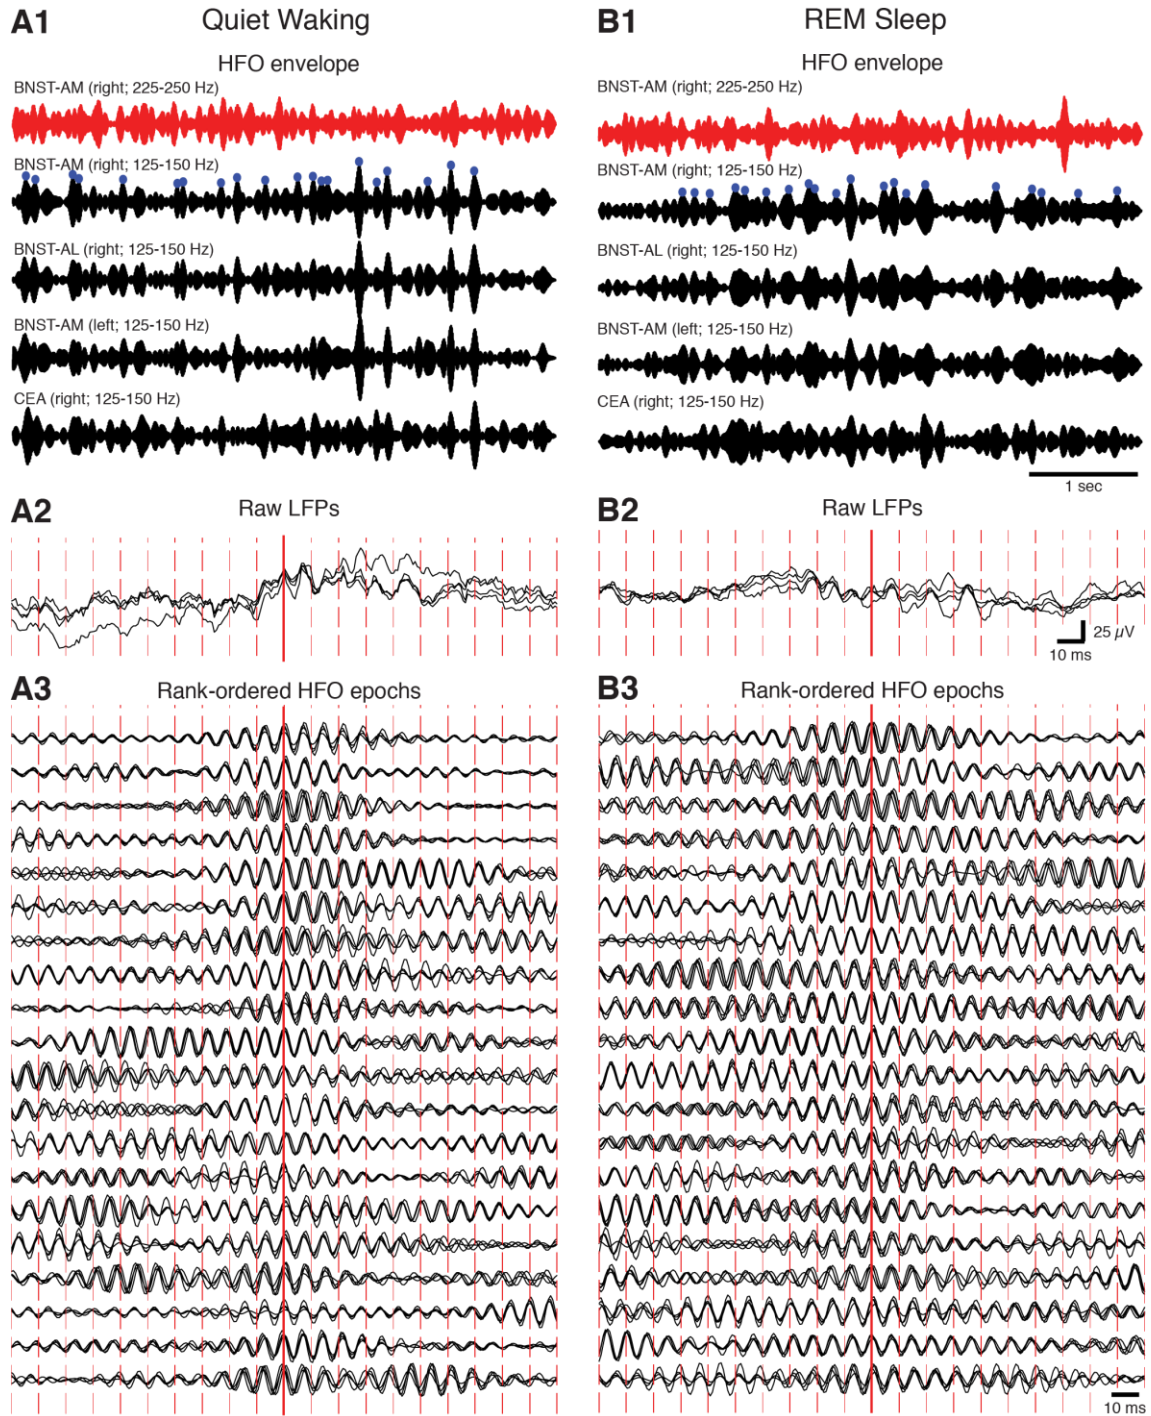 A1 Quiet Waking
HFO envelope
BNST-AM (right; 225-250 Hz)
BNST-AM (right; 125-150 Hz)
BNST-AL (right; 125-150 Hz)
BNST-AM (left; 125-150 Hz)
CEA (right; 125-150 Hz)
B1 REM Sleep
HFO envelope
BNST-AM (right; 225-250 Hz)
BNST-AM (right; 125-150 Hz)
BNST-AL (right; 125-150 Hz)
BNST-AM (left; 125-150 Hz)
CEA (right; 125-150 Hz)
1 sec
A2 Raw LFPs
B2 Raw LFPs
25 µV
10 ms
A3 Rank-ordered HFO epochs
B3 Rank-ordered HFO epochs
10 ms